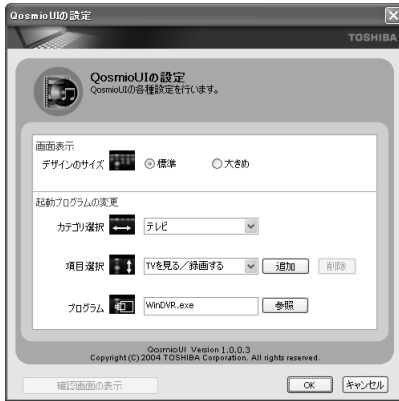 QosmioUIの設定
TOSHIBA
QosmioUIの設定
QosmioUIの各種設定を行います。
画面表示
デザインのサイズ 標準 大きめ
起動プログラムの変更
カテゴリ選択 テレビ
項目選択 TVを見る／録画する 追加 削除
プログラム WinDVR.exe 参照
QosmioUI Version 1.0.0.3
Copyright (C) 2004 TOSHIBA Corporation. All rights reserved.
確認画面の表示 OK キャンセル